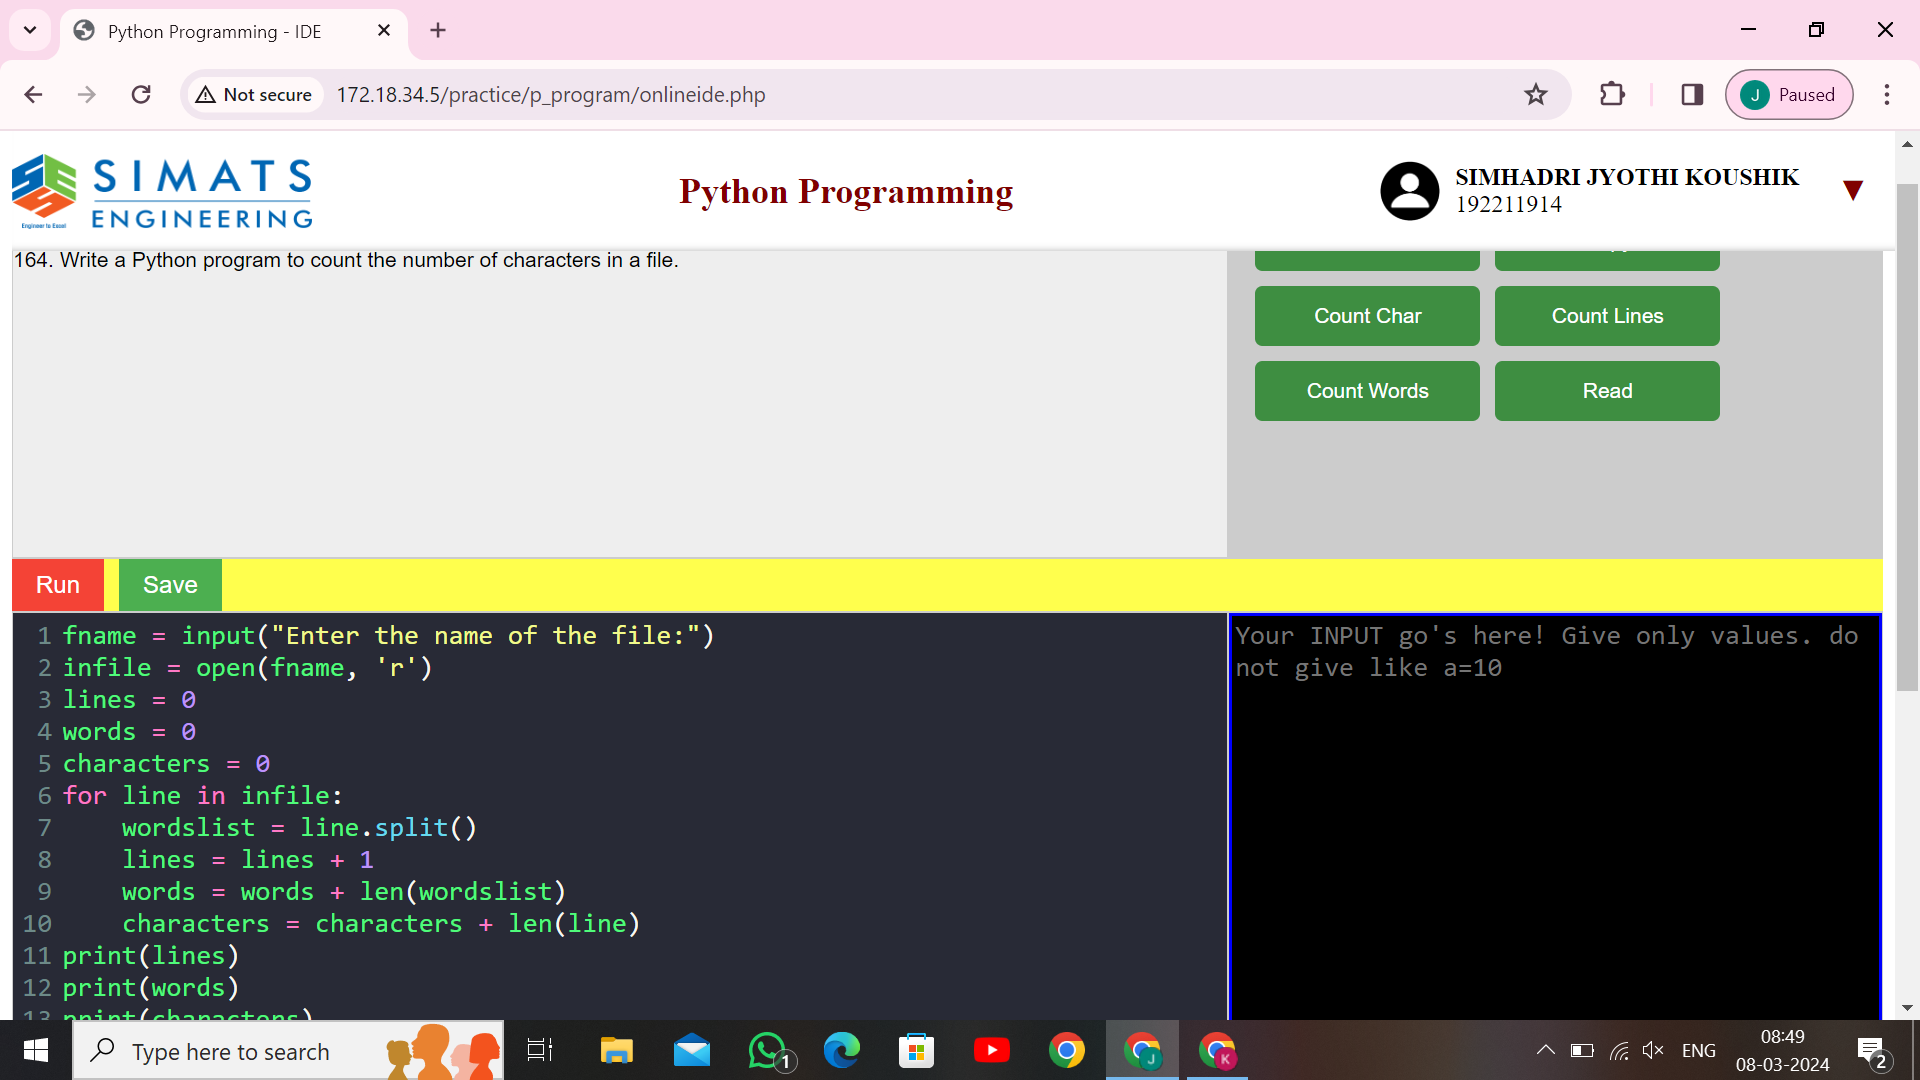 Python Programming - IDE
Not secure
172.18.34.5/practice/p_program/onlineide.php
J
Paused
SIMATS
ENGINEERING
Engineer to Excel
Python Programming
SIMHADRI JYOTHI KOUSHIK
192211914
164. Write a Python program to count the number of characters in a file.
Count Char
Count Lines
Count Words
Read
Run
Save
1 fname = input("Enter the name of the file:")
2 infile = open(fname, 'r')
3 lines = 0
4 words = 0
5 characters = 0
6 for line in infile:
7     wordslist = line.split()
8     lines = lines + 1
9     words = words + len(wordslist)
10     characters = characters + len(line)
11 print(lines)
12 print(words)
13 print(characters)
Your INPUT go's here! Give only values. do
not give like a=10
Type here to search
1
J
K
ENG
08:49
08-03-2024
2